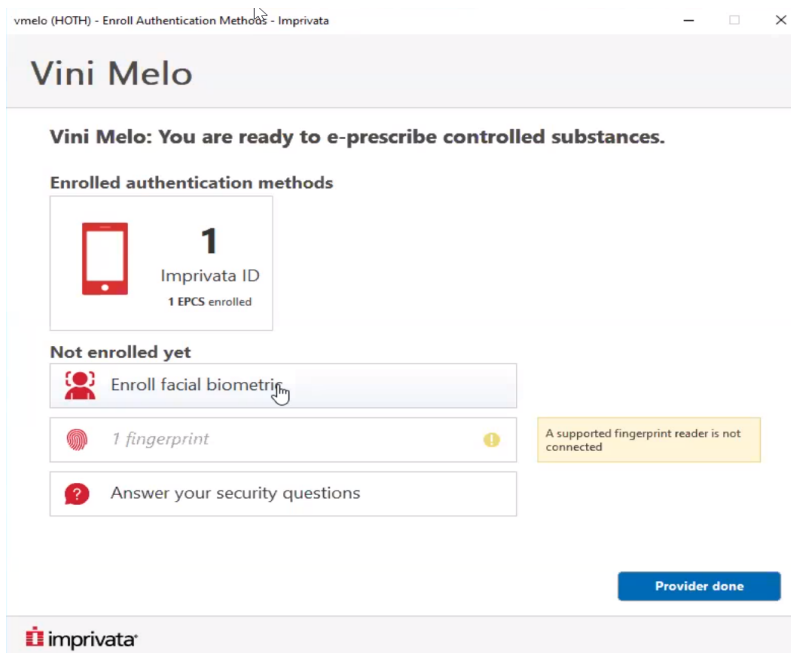 vmelo (HOTH) - Enroll Authentication Methods - Imprivata
Vini Melo
Vini Melo: You are ready to e-prescribe controlled substances.
Enrolled authentication methods
1
Imprivata ID
1 EPCS enrolled
Not enrolled yet
Enroll facial biometric
1 fingerprint
A supported fingerprint reader is not
connected
Answer your security questions
Provider done
imprivata